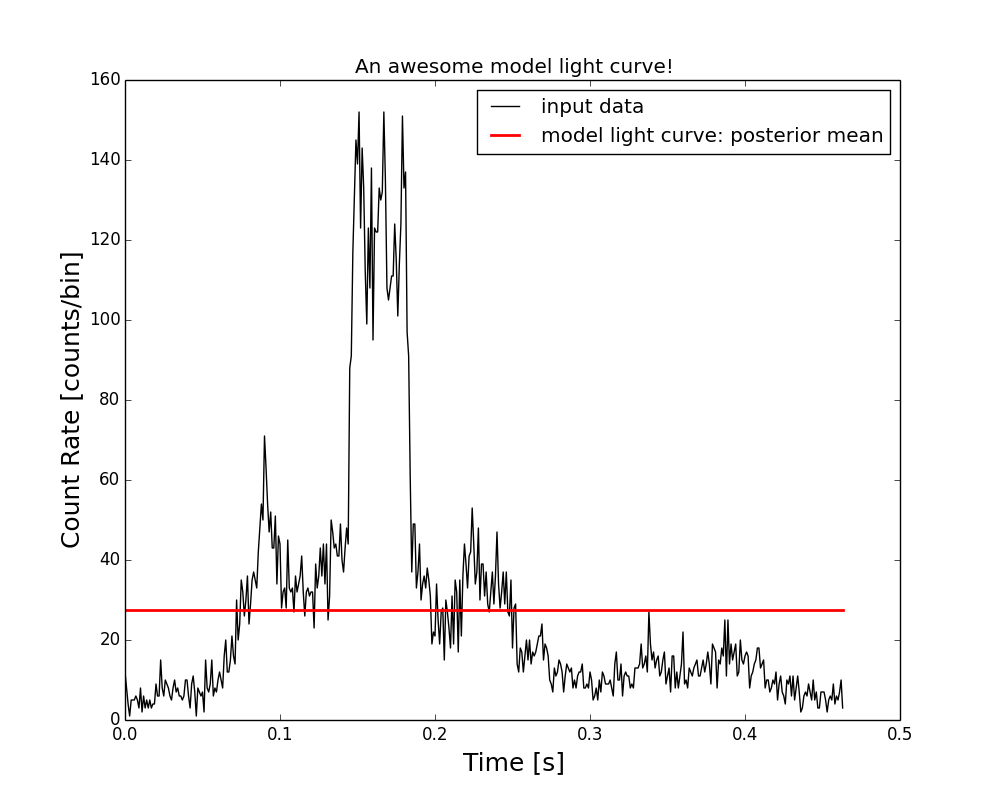 An awesome model light curve!
input data
model light curve: posterior mean
Count Rate [counts/bin]
160
140
120
100
80
60
40
20
0
0.0 0.1 0.2 0.3 0.4 0.5
Time [s]